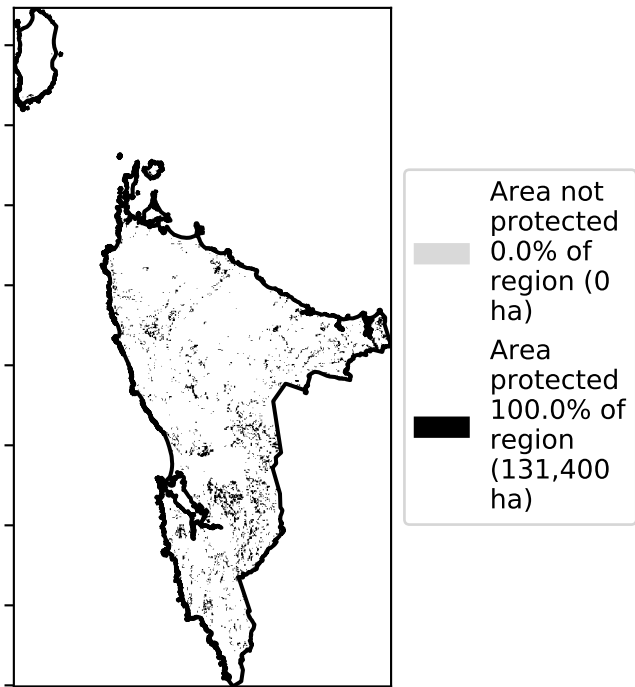 Area not
protected
0.0% of
region (0
ha)
Area
protected
100.0% of
region
(131,400
ha)